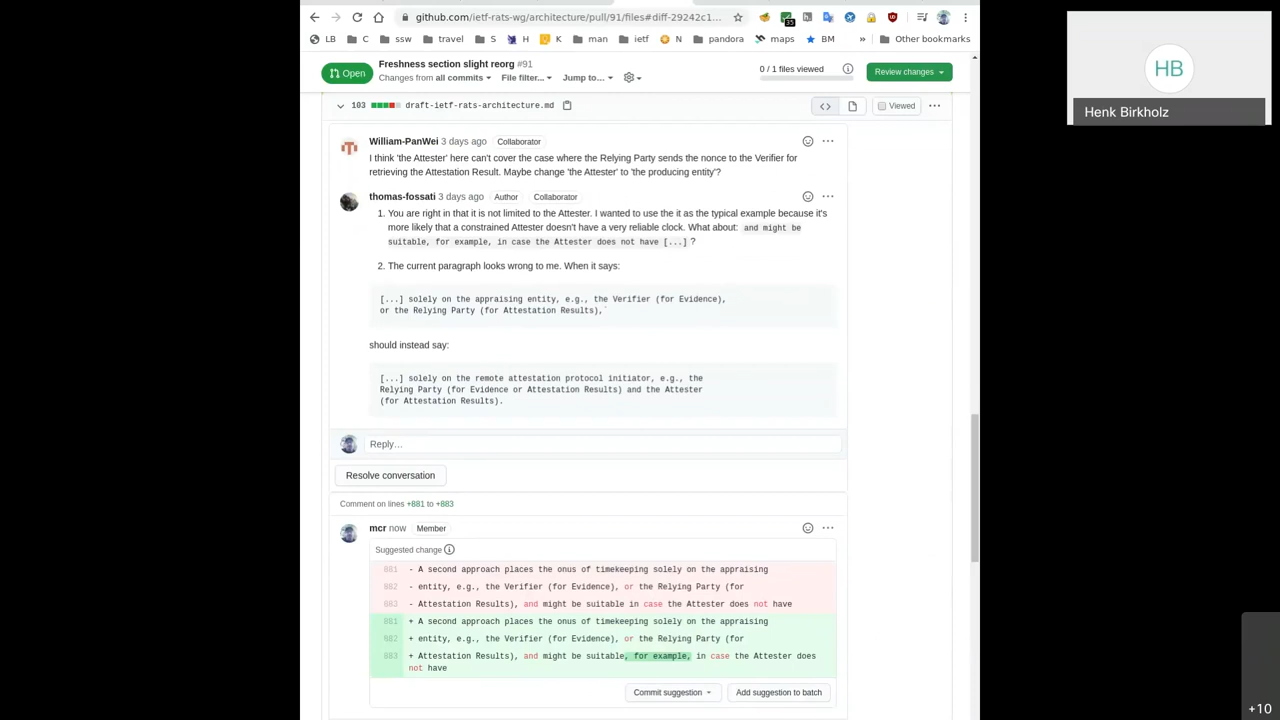 github.com/ietf-rats-wg/architecture/pull/91/files#diff-29242c1...
35
LB C ssw travel S H K man ietf N pandora maps BM » Other bookmarks
Open
Freshness section slight reorg #91
Changes from all commits File filter... Jump to...
0 / 1 files viewed
Review changes
103 draft-ietf-rats-architecture.md
<> Viewed ...
William-PanWei 3 days ago Collaborator
I think 'the Attester' here can't cover the case where the Relying Party sends the nonce to the Verifier for
retrieving the Attestation Result. Maybe change 'the Attester' to 'the producing entity'?
thomas-fossati 3 days ago Author Collaborator
1. You are right in that it is not limited to the Attester. I wanted to use the it as the typical example because it's
more likely that a constrained Attester doesn't have a very reliable clock. What about: and might be
suitable, for example, in case the Attester does not have [...] ?
2. The current paragraph looks wrong to me. When it says:
[...] solely on the appraising entity, e.g., the Verifier (for Evidence),
or the Relying Party (for Attestation Results),`
should instead say:
[...] solely on the remote attestation protocol initiator, e.g., the
Relying Party (for Evidence or Attestation Results) and the Attester
(for Attestation Results).
Reply...
Resolve conversation
Comment on lines +881 to +883
mcr now Member
Suggested change
881 - A second approach places the onus of timekeeping solely on the appraising
882 - entity, e.g., the Verifier (for Evidence), or the Relying Party (for
882 - Attestation Results), and might be suitable in case the Attester does not have
881 + A second approach places the onus of timekeeping solely on the appraising
882 + entity, e.g., the Verifier (for Evidence), or the Relying Party (for
883 + Attestation Results), and might be suitable, for example, in case the Attester does
not have
Commit suggestion
Add suggestion to batch
HB
Henk Birkholz
+10